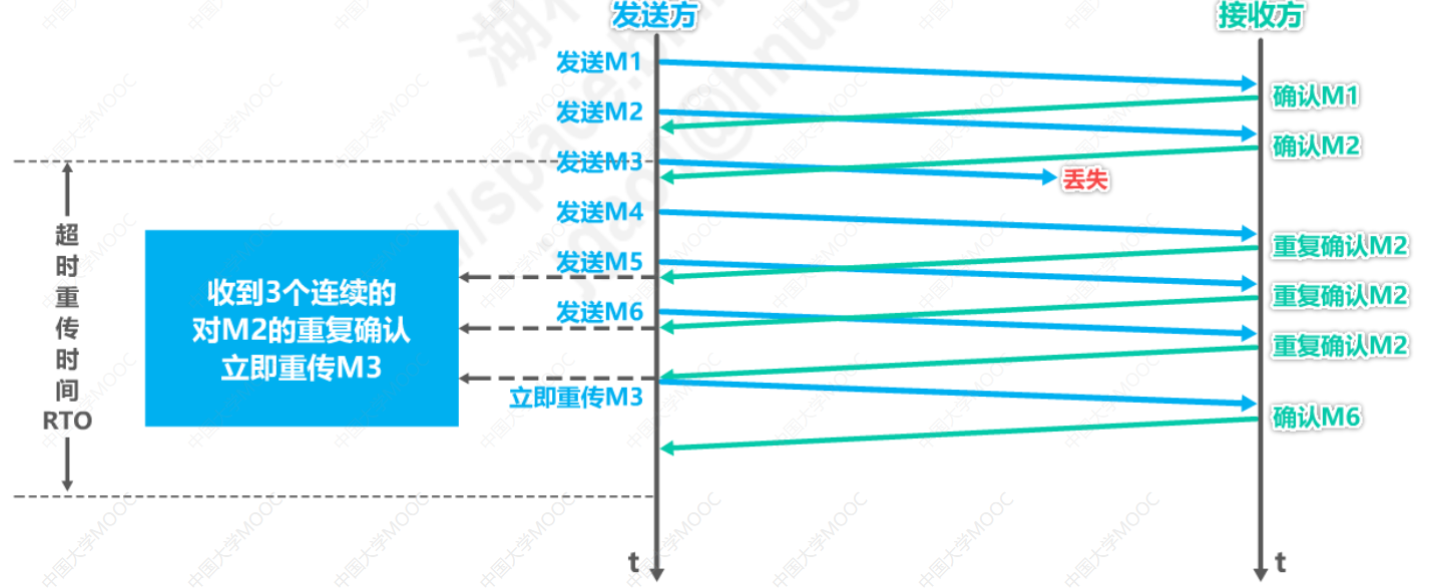 发送方
接收方
发送M1
确认M1
发送M2
确认M2
发送M3
丢失
发送M4
重复确认M2
发送M5
重复确认M2
发送M6
重复确认M2
立即重传M3
确认M6
超
时
重
传
时
间
RTO
收到3个连续的
对M2的重复确认
立即重传M3
t
t
中国大学MOOC